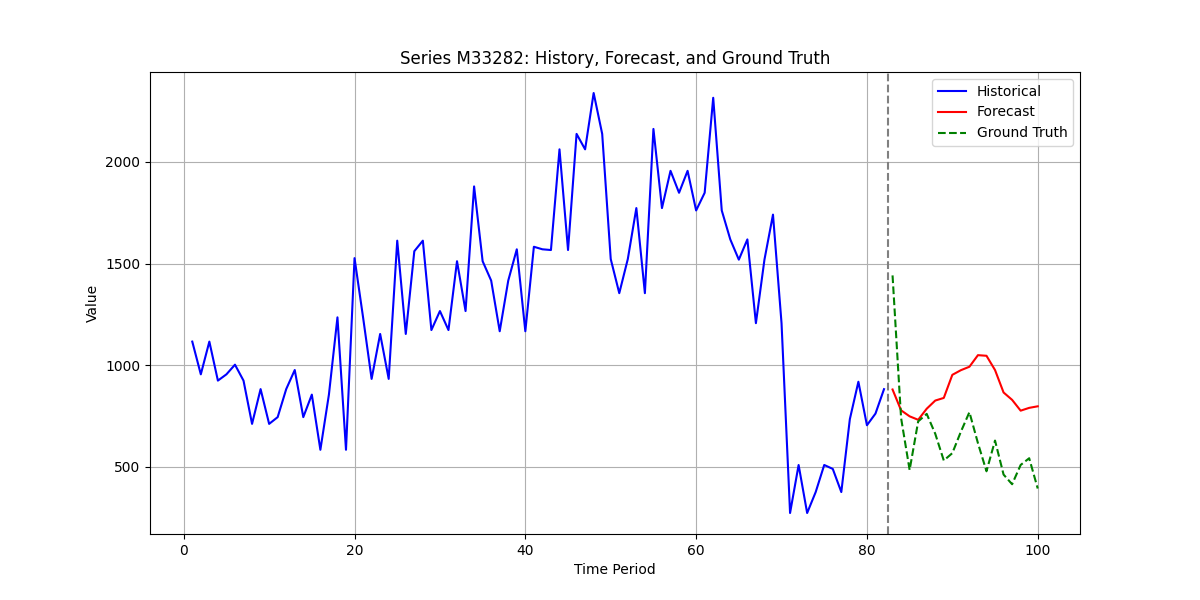 Series M33282: History, Forecast, and Ground Truth
Historical
Forecast
Ground Truth
2000
1500
1000
500
Value
0 20 40 60 80 100
Time Period